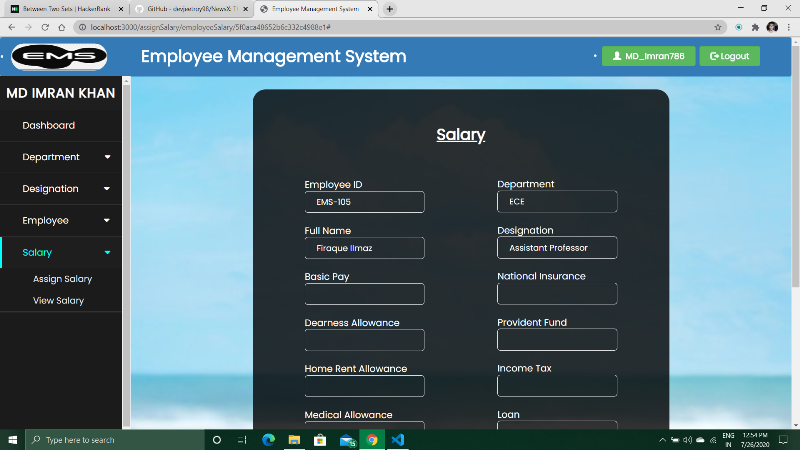 Between Two Sets | HackerRank
GitHub - devjeetroy96/NewsX: Th
Employee Management System
localhost:3000/assignSalary/employeeSalary/5f0aca48652b6c332c4988e1#
EMS
Employee Management System
MD_Imran786
Logout
MD IMRAN KHAN
Dashboard
Department
Designation
Employee
Salary
Assign Salary
View Salary
Salary
Employee ID
EMS-105
Department
ECE
Full Name
Firaque Ilmaz
Designation
Assistant Professor
Basic Pay
National Insurance
Dearness Allowance
Provident Fund
Home Rent Allowance
Income Tax
Medical Allowance
Loan
Type here to search
ENG
IN
12:54 PM
7/26/2020